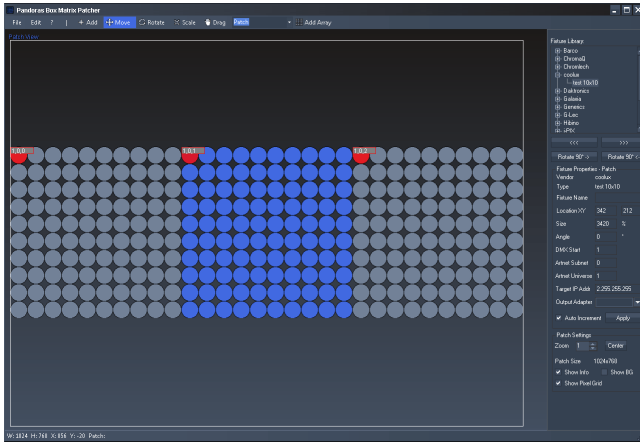 Pandoras Box Matrix Patcher
File Edit ? | + Add Move Rotate Scale Drag Patch Add Array
Patch View
1,0,0 1,0,1 1,0,2
Fixture Library:
Barco
ChromaQ
Chromlech
coolux
test 10x10
Daktronics
Galaxia
Generics
G-Lec
Hibino
<<< >>>
Rotate 90° -> Rotate 90° <-
Fixture Properties - Patch
Vendor coolux
Type test 10x10
Fixture Name
Location XY 342 212
Size 3420 %
Angle 0 °
DMX Start 1
Artnet Subnet 0
Artnet Universe 1
Target IP Addr 2.255.255.255
Output Adapter
Auto Increment Apply
Patch Settings
Zoom 1 Center
Patch Size 1024x768
Show Info Show BG
Show Pixel Grid
W: 1024 H: 768 X: 856 Y: -20 Patch: